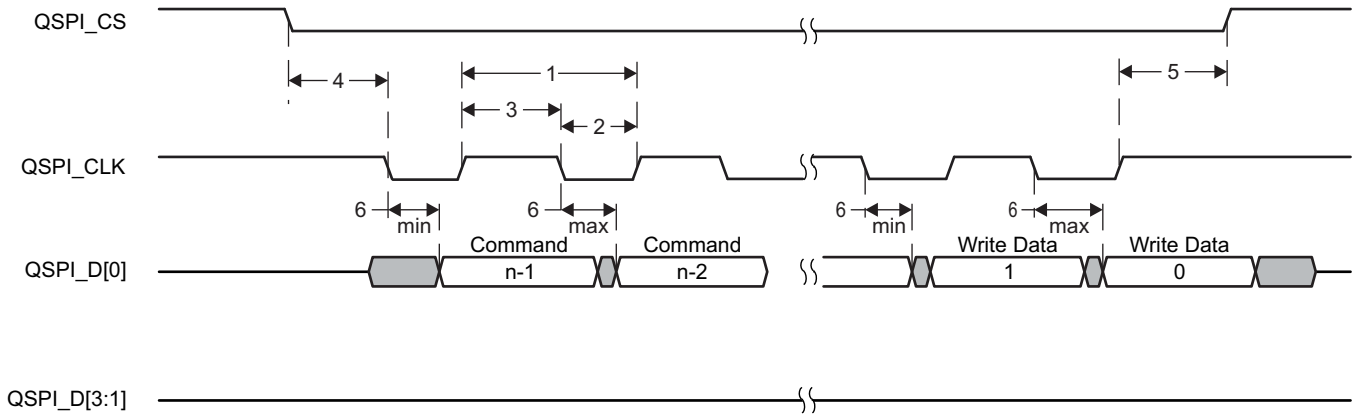 QSPI_CS
4
1
5
3
2
QSPI_CLK
6 min
6 max
6 min
6 max
Command
Command
Write Data
Write Data
QSPI_D[0]
n-1
n-2
1
0
QSPI_D[3:1]